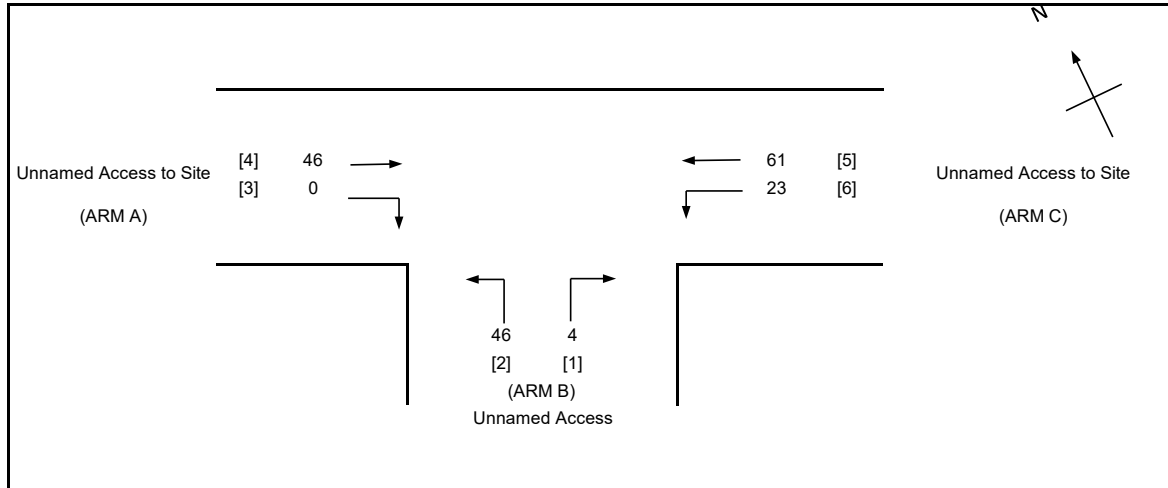 N
[4] 46 61 [5]
Unnamed Access to Site Unnamed Access to Site
[3] 0 23 [6]
(ARM A) (ARM C)
46 4
[2] [1]
(ARM B)
Unnamed Access